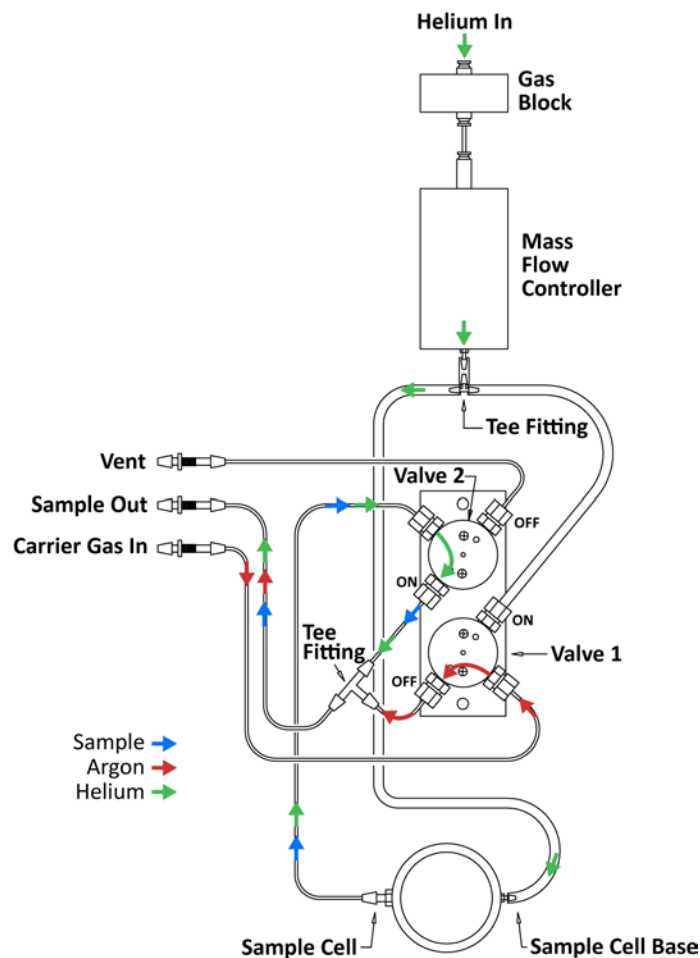 Helium In
Gas
Block
Mass
Flow
Controller
Tee Fitting
Vent
Valve 2
Sample Out
OFF
Carrier Gas In
ON
Tee
Fitting
ON
Valve 1
OFF
Sample
Argon
Helium
Sample Cell
Sample Cell Base